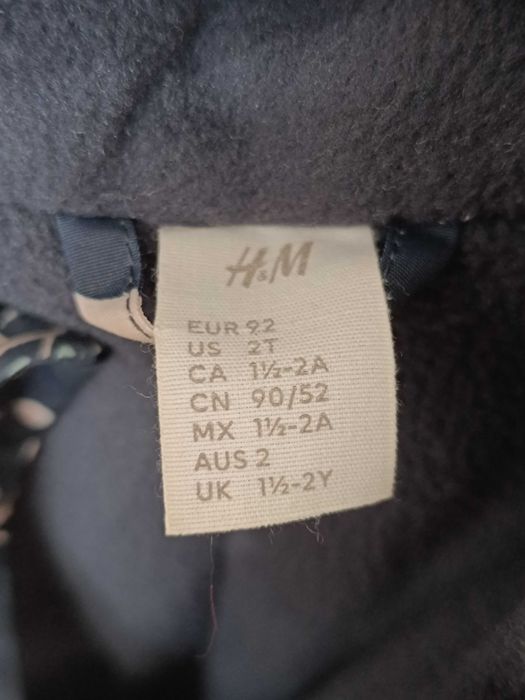 H&M
EUR 92
US 2T
CA 1½-2A
CN 90/52
MX 1½-2A
AUS 2
UK 1½-2Y